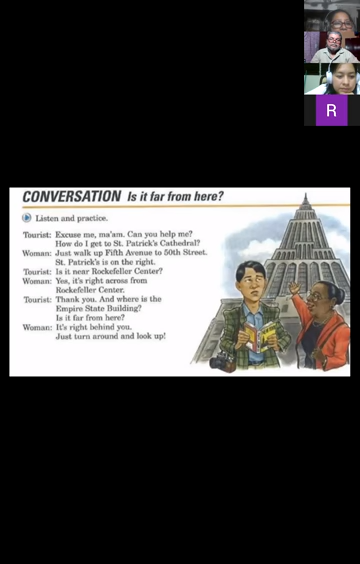 R
CONVERSATION Is it far from here?
Listen and practice.
Tourist: Excuse me, ma'am. Can you help me?
How do I get to St. Patrick's Cathedral?
Woman: Just walk up Fifth Avenue to 50th Street.
St. Patrick's is on the right.
Tourist: Is it near Rockefeller Center?
Woman: Yes, it's right across from
Rockefeller Center.
Tourist: Thank you. And where is the
Empire State Building?
Is it far from here?
Woman: It's right behind you.
Just turn around and look up!